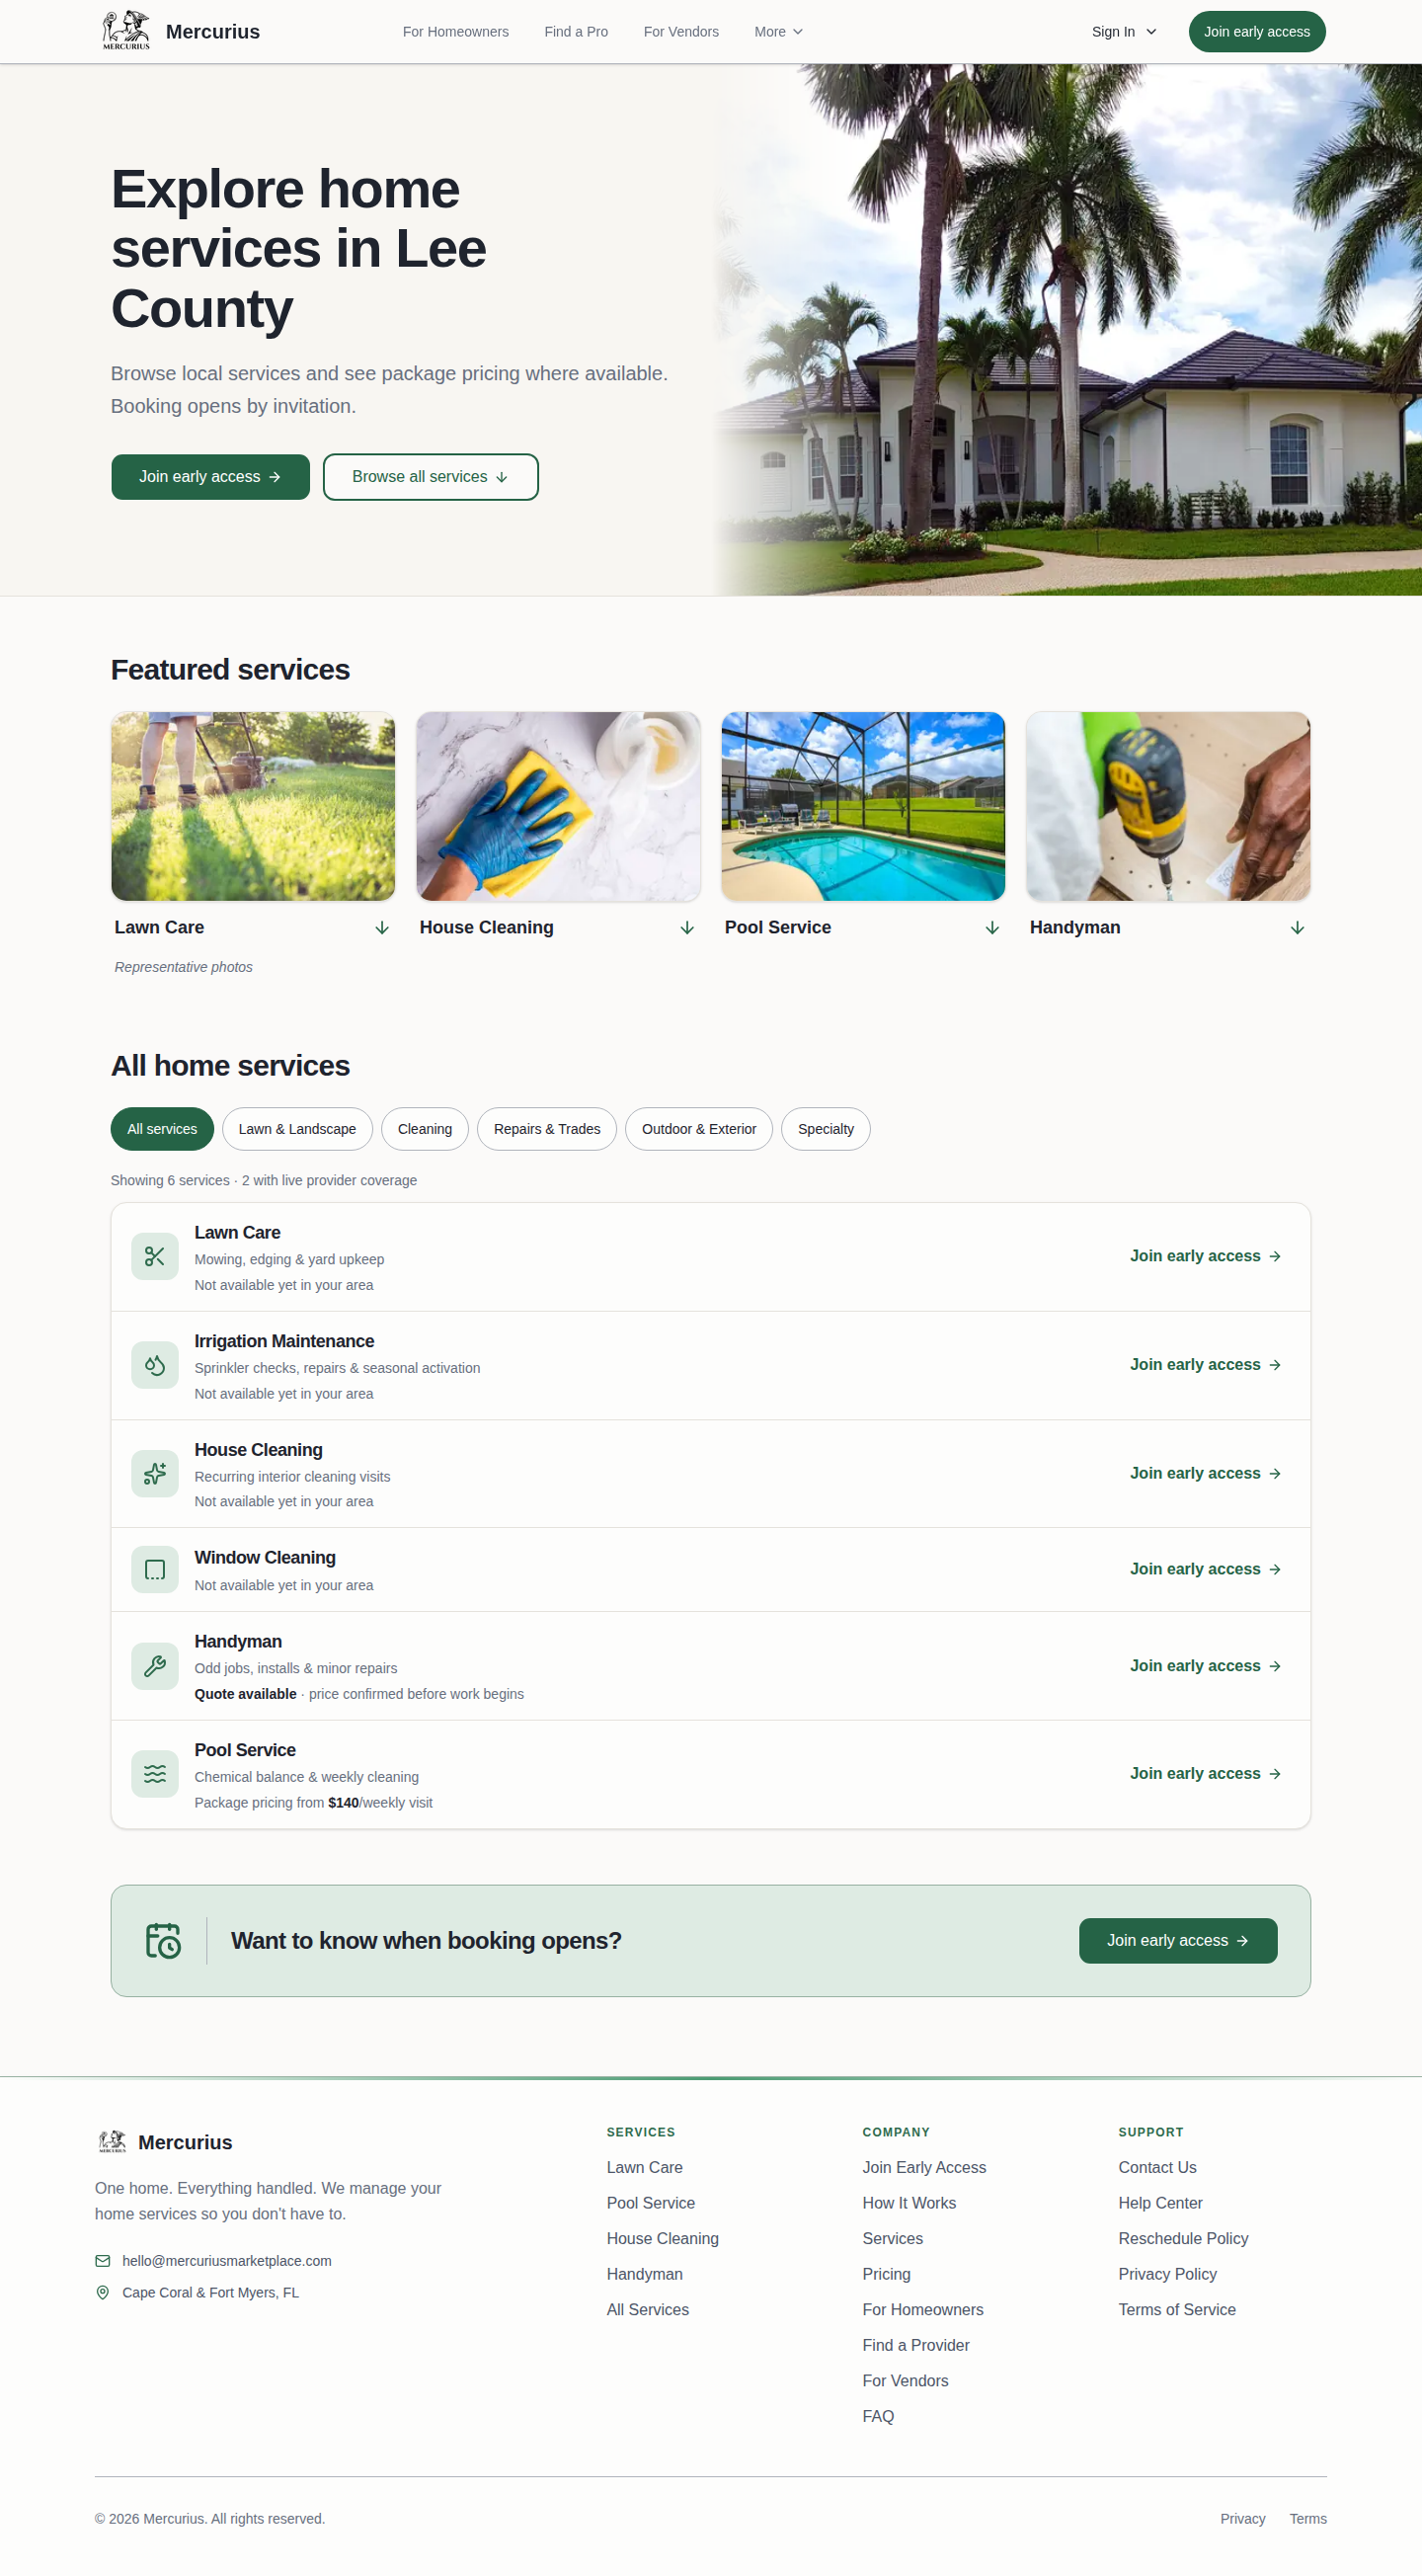 MERCURIUS
Mercurius
For Homeowners
Find a Pro
For Vendors
More
Sign In
Join early access
Explore home
services in Lee
County
Browse local services and see package pricing where available.
Booking opens by invitation.
Join early access
Browse all services
Featured services
Lawn Care
House Cleaning
Pool Service
Handyman
Representative photos
All home services
All services
Lawn & Landscape
Cleaning
Repairs & Trades
Outdoor & Exterior
Specialty
Showing 6 services · 2 with live provider coverage
Lawn Care
Mowing, edging & yard upkeep
Not available yet in your area
Join early access
Irrigation Maintenance
Sprinkler checks, repairs & seasonal activation
Not available yet in your area
Join early access
House Cleaning
Recurring interior cleaning visits
Not available yet in your area
Join early access
Window Cleaning
Not available yet in your area
Join early access
Handyman
Odd jobs, installs & minor repairs
Quote available · price confirmed before work begins
Join early access
Pool Service
Chemical balance & weekly cleaning
Package pricing from $140/weekly visit
Join early access
Want to know when booking opens?
Join early access
MERCURIUS
Mercurius
One home. Everything handled. We manage your
home services so you don't have to.
hello@mercuriusmarketplace.com
Cape Coral & Fort Myers, FL
SERVICES
Lawn Care
Pool Service
House Cleaning
Handyman
All Services
COMPANY
Join Early Access
How It Works
Services
Pricing
For Homeowners
Find a Provider
For Vendors
FAQ
SUPPORT
Contact Us
Help Center
Reschedule Policy
Privacy Policy
Terms of Service
© 2026 Mercurius. All rights reserved.
Privacy
Terms